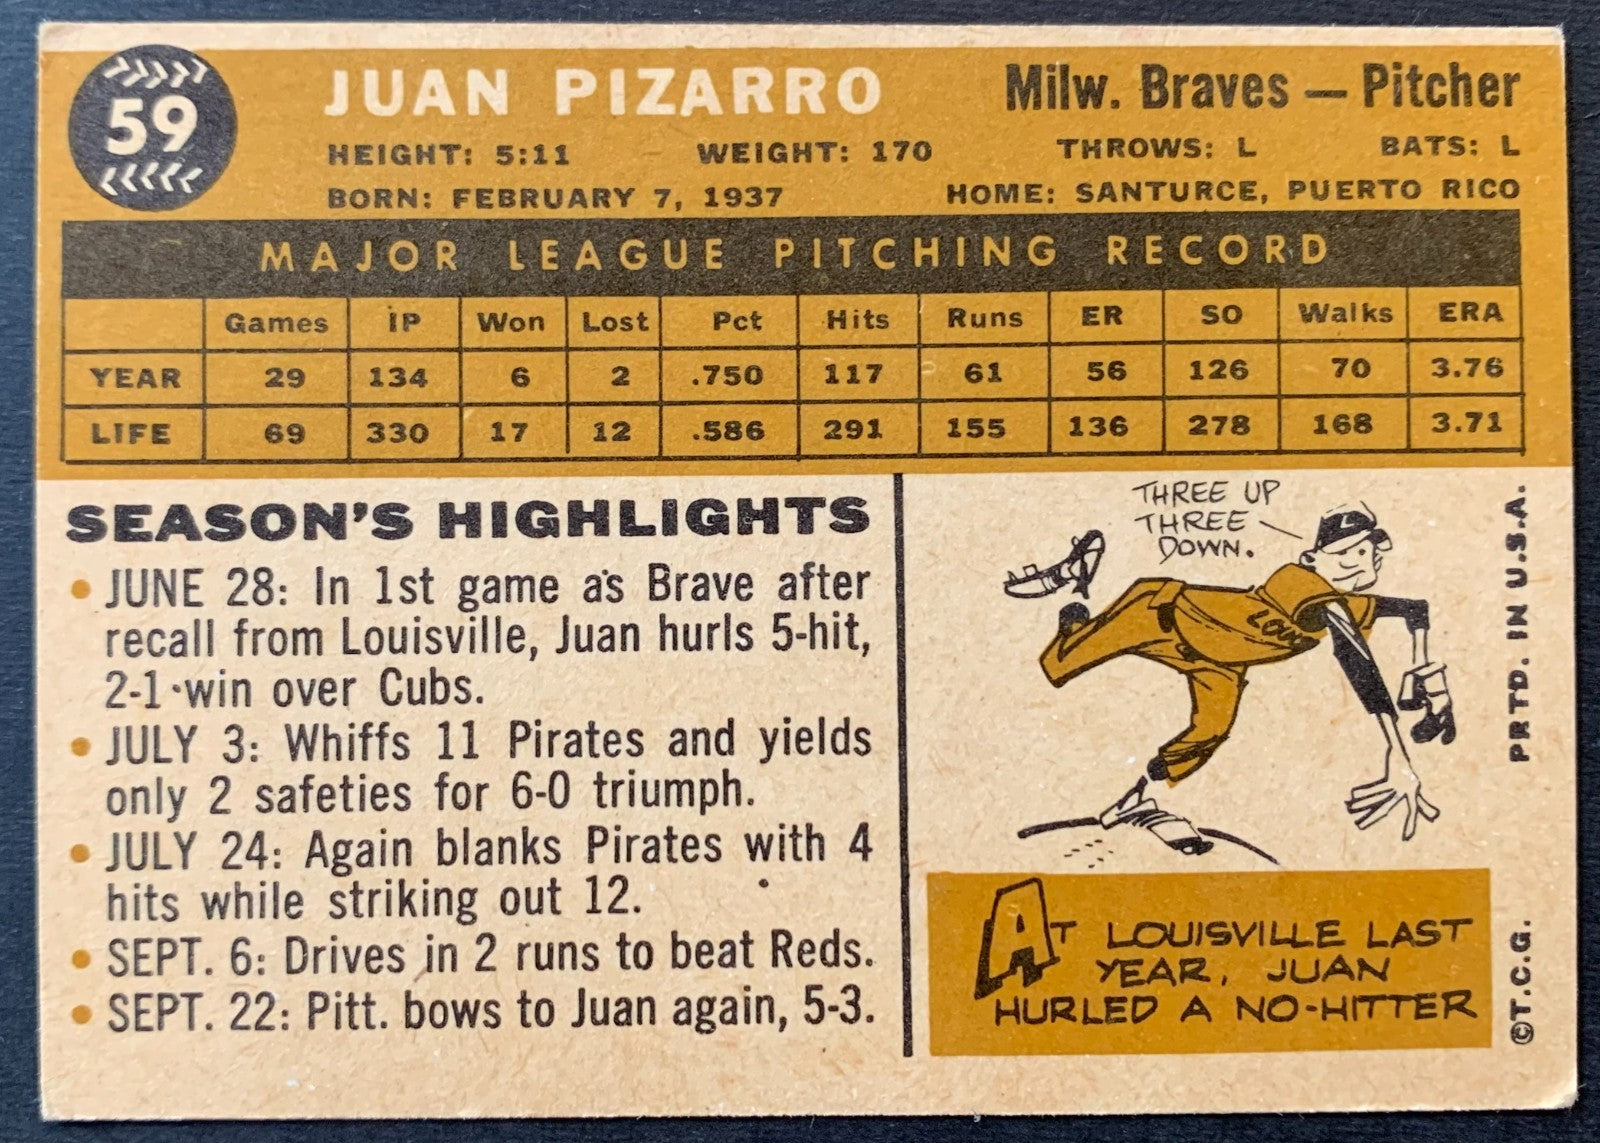 59
JUAN PIZARRO
Milw. Braves — Pitcher
HEIGHT: 5:11 WEIGHT: 170 THROWS: L BATS: L
BORN: FEBRUARY 7, 1937 HOME: SANTURCE, PUERTO RICO
MAJOR LEAGUE PITCHING RECORD
Games IP Won Lost Pct Hits Runs ER SO Walks ERA
YEAR 29 134 6 2 .750 117 61 56 126 70 3.76
LIFE 69 330 17 12 .586 291 155 136 278 168 3.71
SEASON'S HIGHLIGHTS
• JUNE 28: In 1st game as Brave after
recall from Louisville, Juan hurls 5-hit,
2-1 win over Cubs.
• JULY 3: Whiffs 11 Pirates and yields
only 2 safeties for 6-0 triumph.
• JULY 24: Again blanks Pirates with 4
hits while striking out 12.
• SEPT. 6: Drives in 2 runs to beat Reds.
• SEPT. 22: Pitt. bows to Juan again, 5-3.
THREE UP
THREE
DOWN.
L
LOUI
AT LOUISVILLE LAST
YEAR, JUAN
HURLED A NO-HITTER
©T.C.G. PRTD. IN U.S.A.